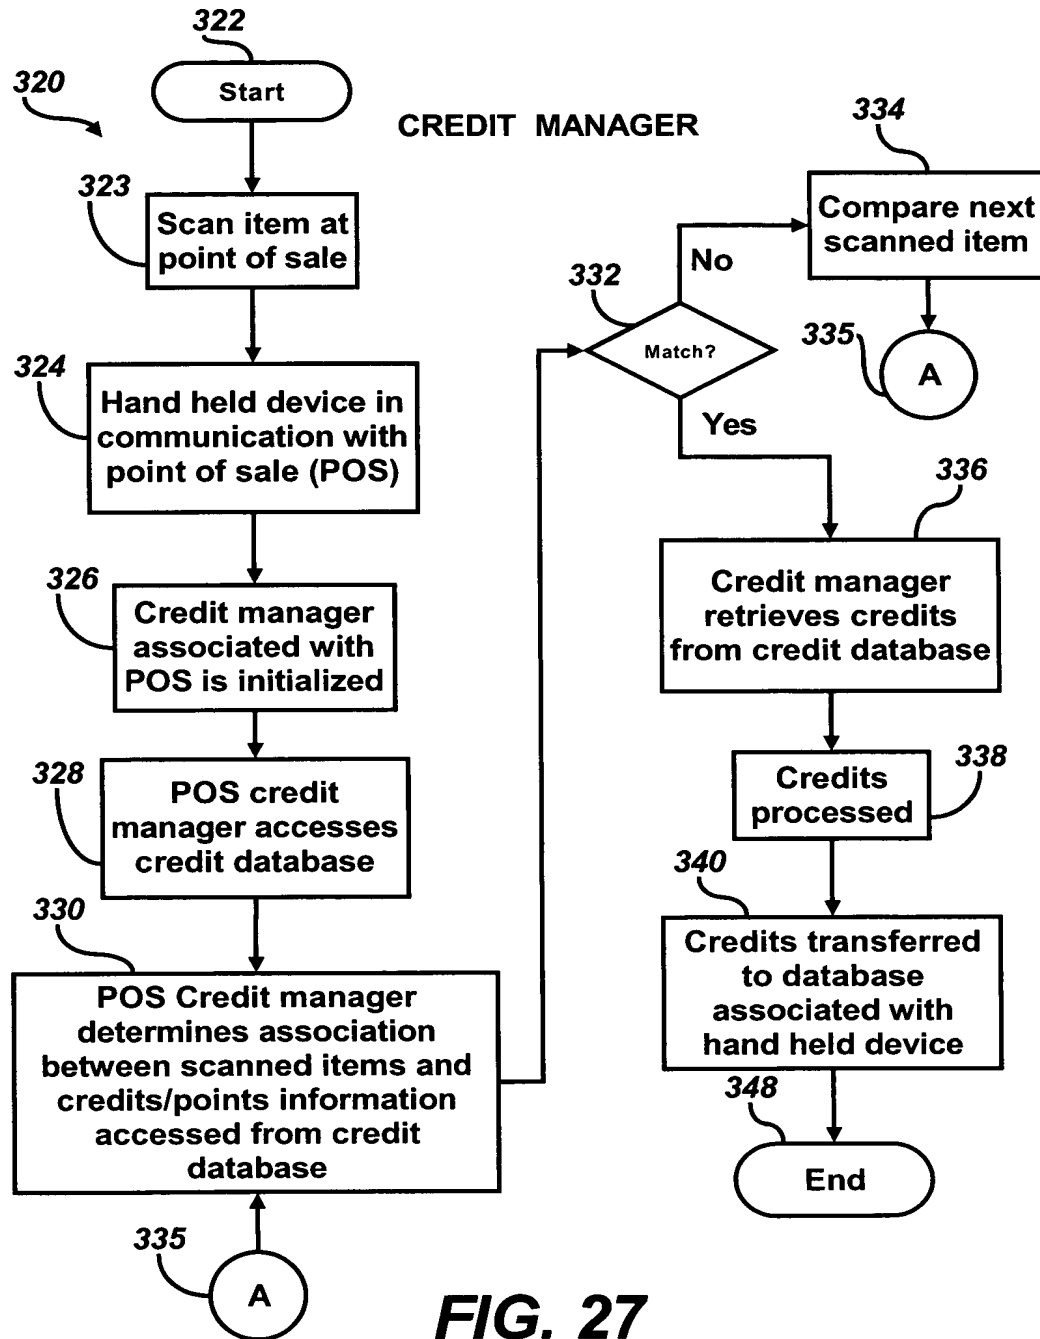 322
Start
320
CREDIT MANAGER
323
Scan item at
point of sale
324
Hand held device in
communication with
point of sale (POS)
326
Credit manager
associated with
POS is initialized
328
POS credit
manager accesses
credit database
330
POS Credit manager
determines association
between scanned items and
credits/points information
accessed from credit
database
335
A
332
Match?
No
334
Compare next
scanned item
335
A
Yes
336
Credit manager
retrieves credits
from credit database
338
Credits
processed
340
Credits transferred
to database
associated with
hand held device
348
End
FIG. 27